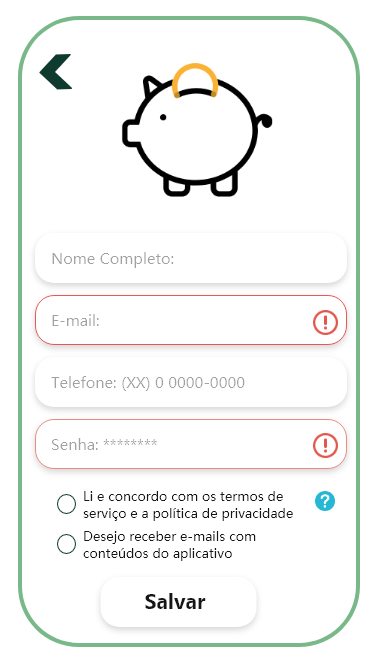 Nome Completo:
E-mail:
Telefone: (XX) 0 0000-0000
Senha: ********
Li e concordo com os termos de
serviço e a política de privacidade
?
Desejo receber e-mails com
conteúdos do aplicativo
Salvar